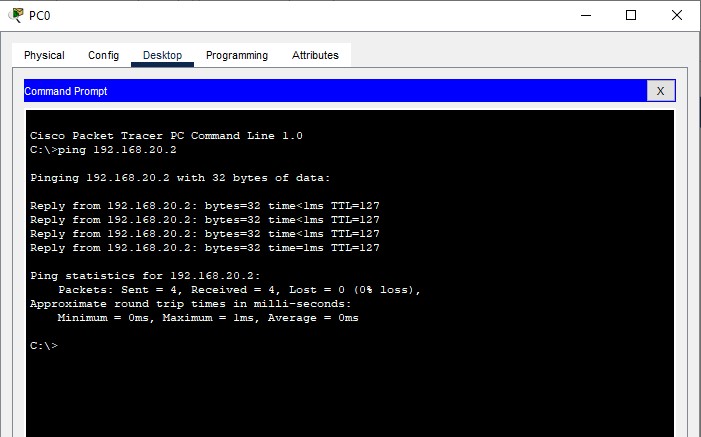 PC0
Physical Config Desktop Programming Attributes
Command Prompt X
Cisco Packet Tracer PC Command Line 1.0
C:\>ping 192.168.20.2
Pinging 192.168.20.2 with 32 bytes of data:
Reply from 192.168.20.2: bytes=32 time<1ms TTL=127
Reply from 192.168.20.2: bytes=32 time<1ms TTL=127
Reply from 192.168.20.2: bytes=32 time<1ms TTL=127
Reply from 192.168.20.2: bytes=32 time=1ms TTL=127
Ping statistics for 192.168.20.2:
Packets: Sent = 4, Received = 4, Lost = 0 (0% loss),
Approximate round trip times in milli-seconds:
Minimum = 0ms, Maximum = 1ms, Average = 0ms
C:\>